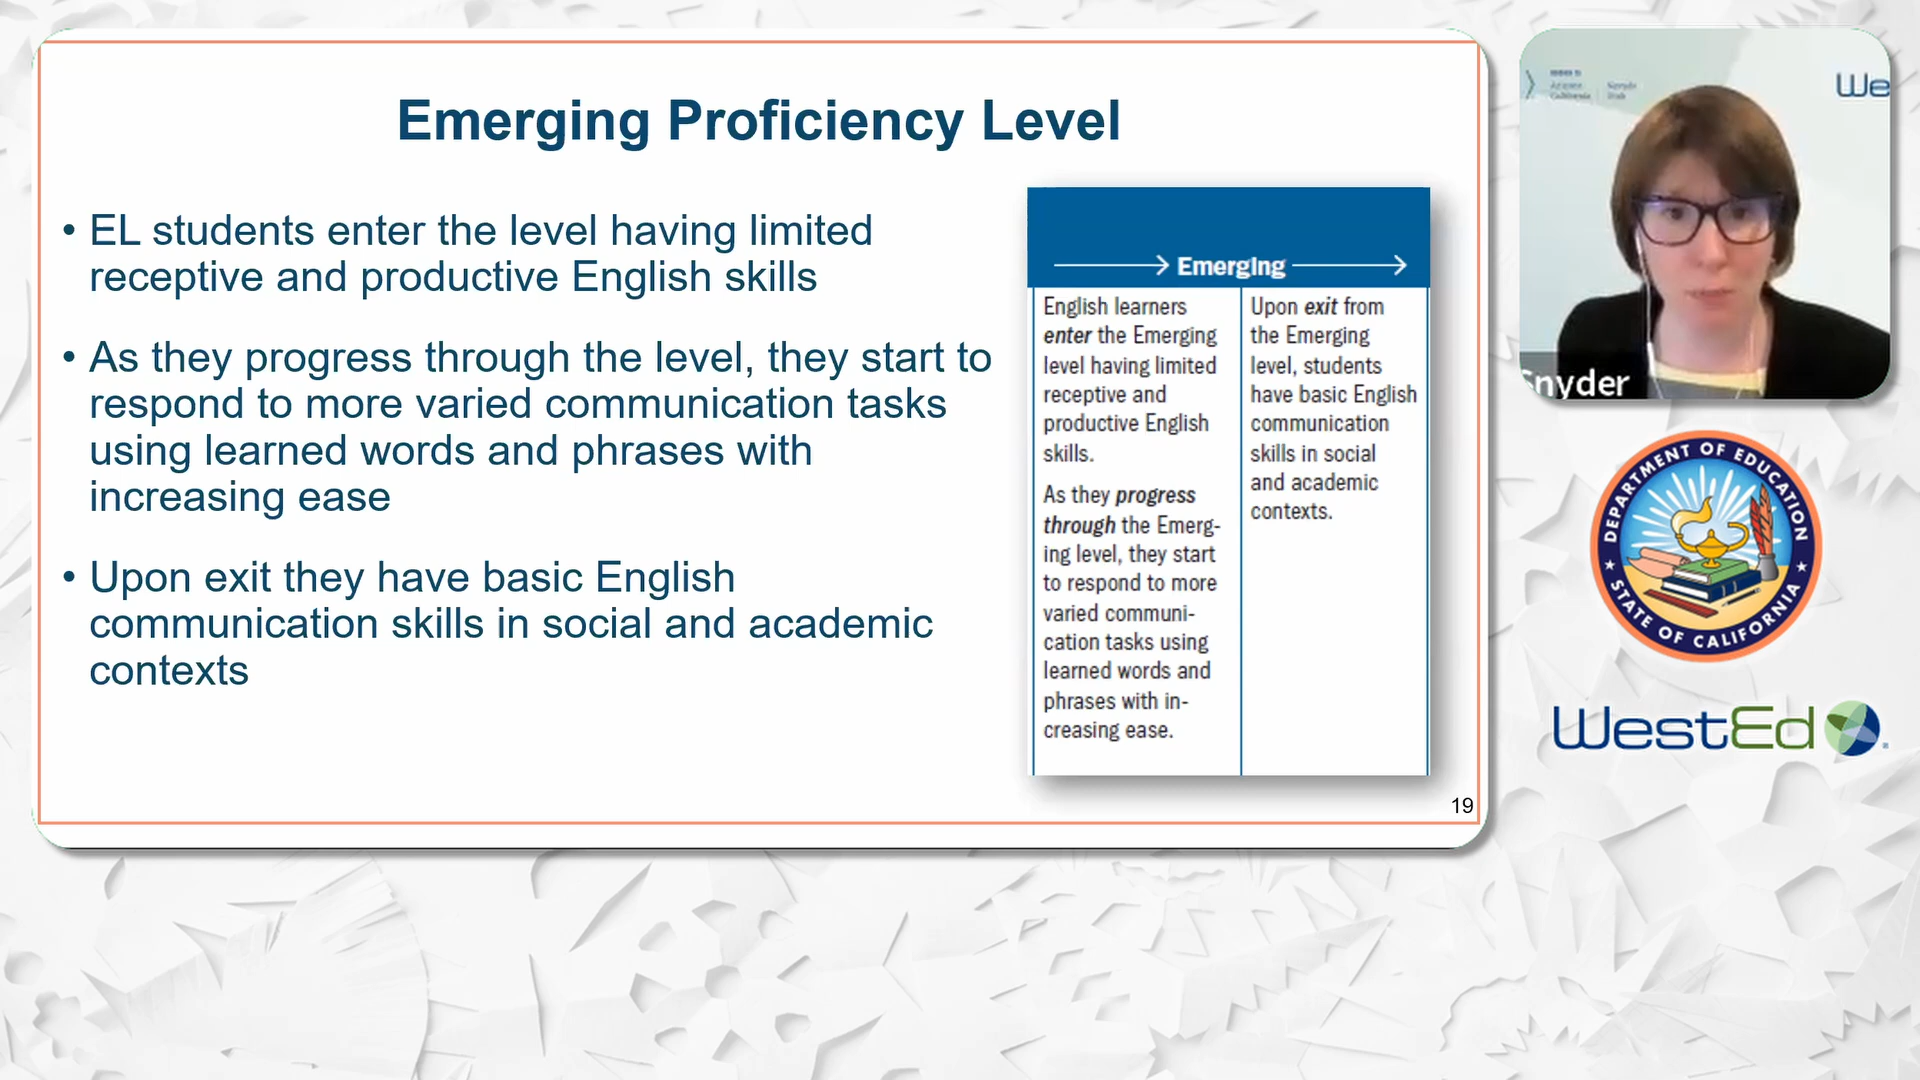 Emerging Proficiency Level
• EL students enter the level having limited
receptive and productive English skills
• As they progress through the level, they start to
respond to more varied communication tasks
using learned words and phrases with
increasing ease
• Upon exit they have basic English
communication skills in social and academic
contexts
Emerging
English learners
enter the Emerging
level having limited
receptive and
productive English
skills.
As they progress
through the Emerg-
ing level, they start
to respond to more
varied communi-
cation tasks using
learned words and
phrases with in-
creasing ease.
Upon exit from
the Emerging
level, students
have basic English
communication
skills in social
and academic
contexts.
19
We
California
Snyder
DEPARTMENT OF EDUCATION
STATE OF CALIFORNIA
WestEd